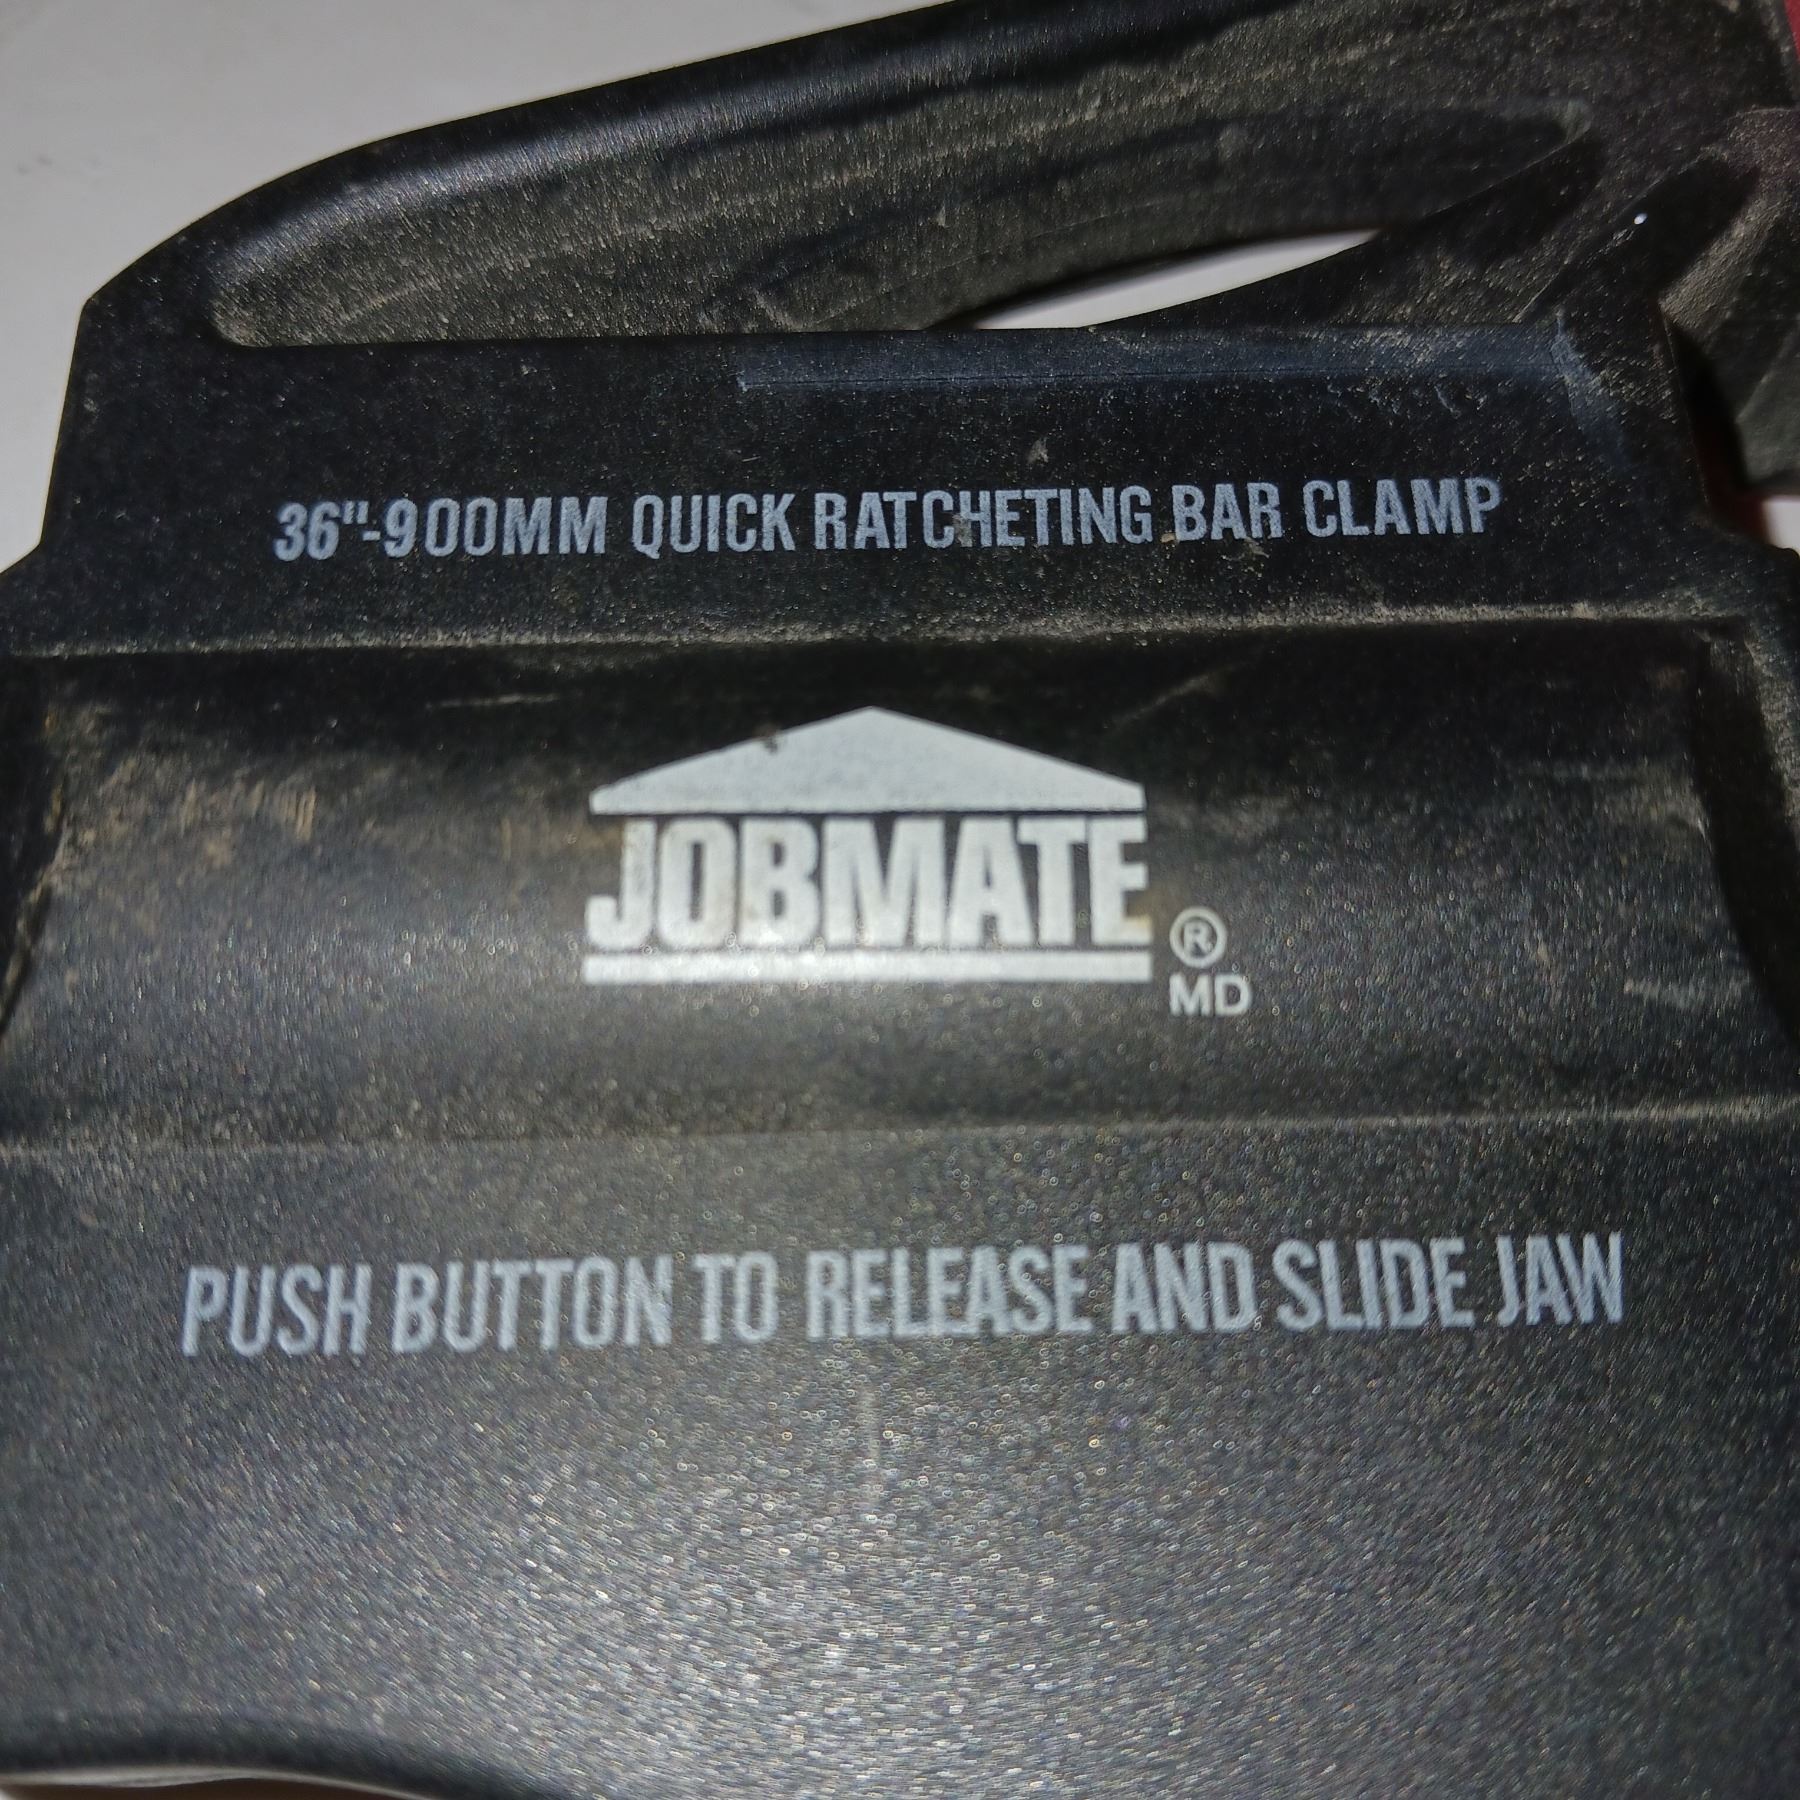 36"-900MM QUICK RATCHETING BAR CLAMP
JOBMATE ®
MD
PUSH BUTTON TO RELEASE AND SLIDE JAW